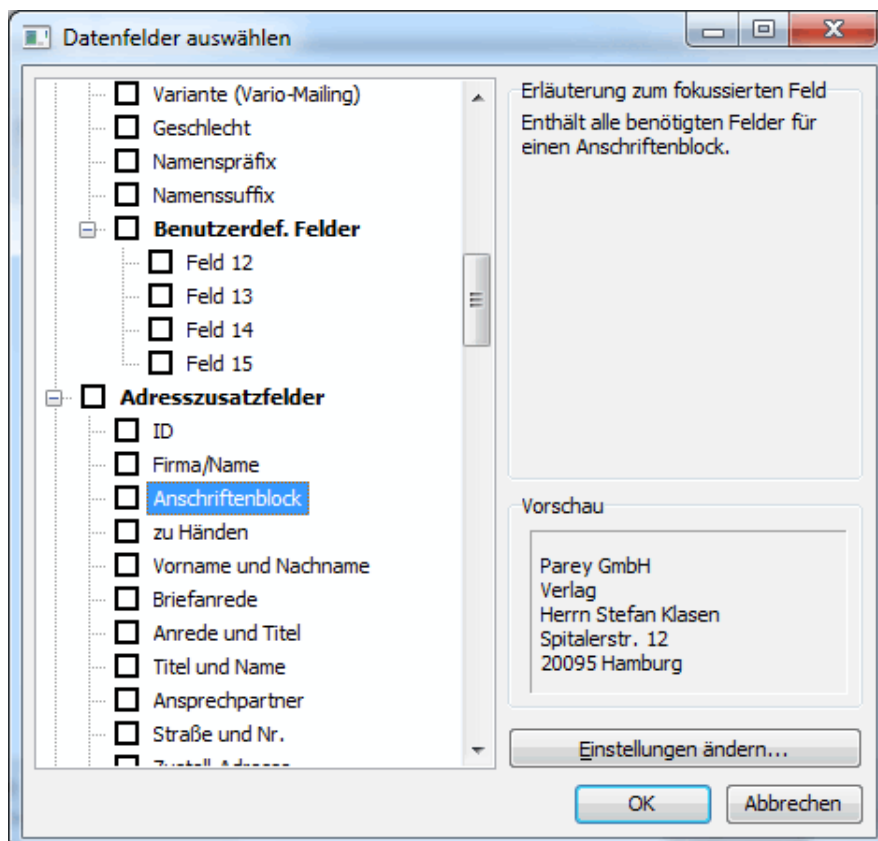 Datenfelder auswählen
Variante (Vario-Mailing)
Geschlecht
Namenspräfix
Namenssuffix
Benutzerdef. Felder
Feld 12
Feld 13
Feld 14
Feld 15
Adresszusatzfelder
ID
Firma/Name
Anschriftenblock
zu Händen
Vorname und Nachname
Briefanrede
Anrede und Titel
Titel und Name
Ansprechpartner
Straße und Nr.
Erläuterung zum fokussierten Feld
Enthält alle benötigten Felder für
einen Anschriftenblock.
Vorschau
Parey GmbH
Verlag
Herrn Stefan Klasen
Spitalerstr. 12
20095 Hamburg
Einstellungen ändern...
OK
Abbrechen